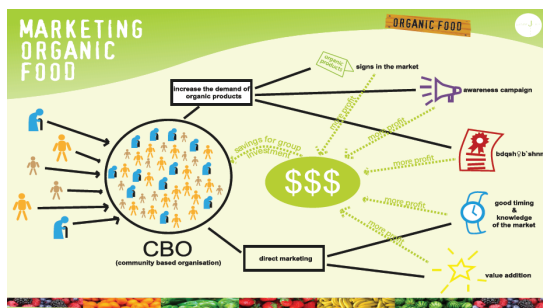 MARKETING
ORGANIC
FOOD
ORGANIC FOOD
increase the demand of
organic products
organic
products
signs in the market
awareness campaign
more profit
more profit
savings for group
investment
more profit
$$$
more profit
good timing
&
knowledge
of the market
more profit
CBO
(community based organisation)
direct marketing
value addition